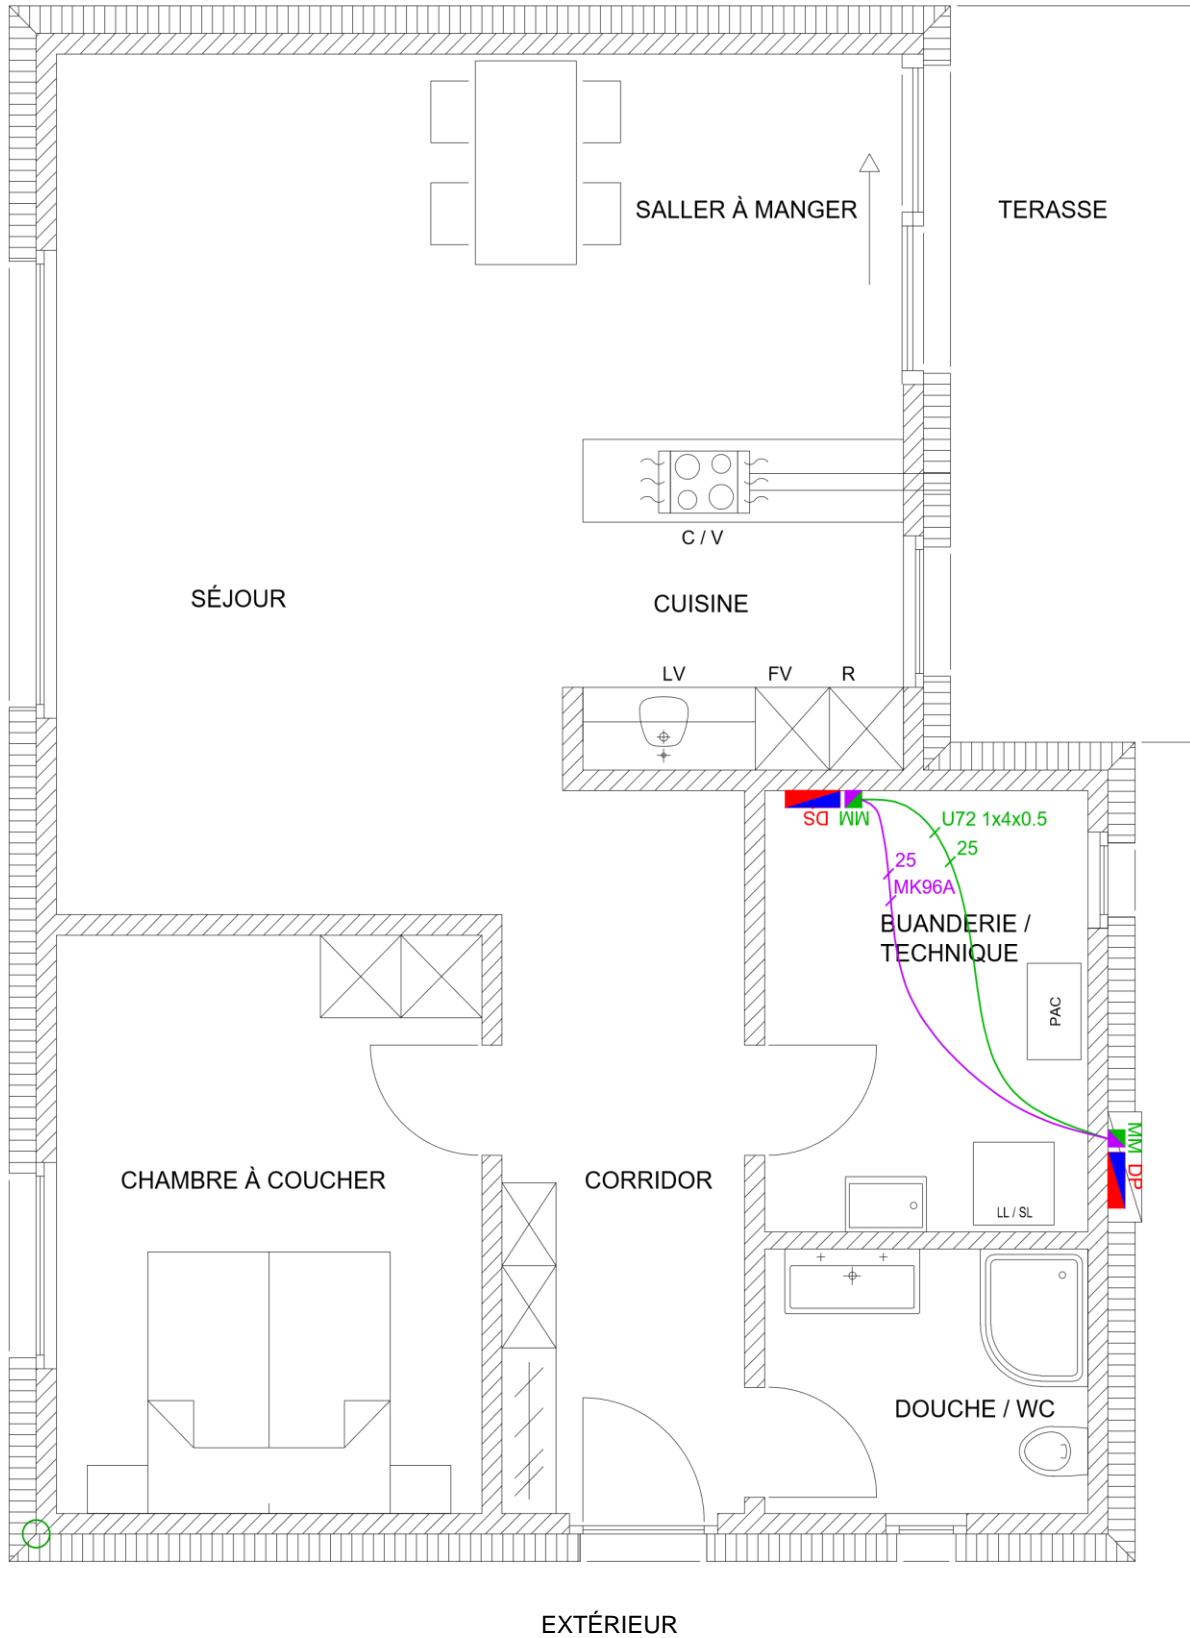 SALLER À MANGER
TERASSE
C / V
SÉJOUR
CUISINE
LV
FV
R
DS
MM
U72 1x4x0.5
25
25
MK96A
BUANDERIE /
TECHNIQUE
PAC
MM
DP
CHAMBRE À COUCHER
CORRIDOR
LL / SL
DOUCHE / WC
EXTÉRIEUR